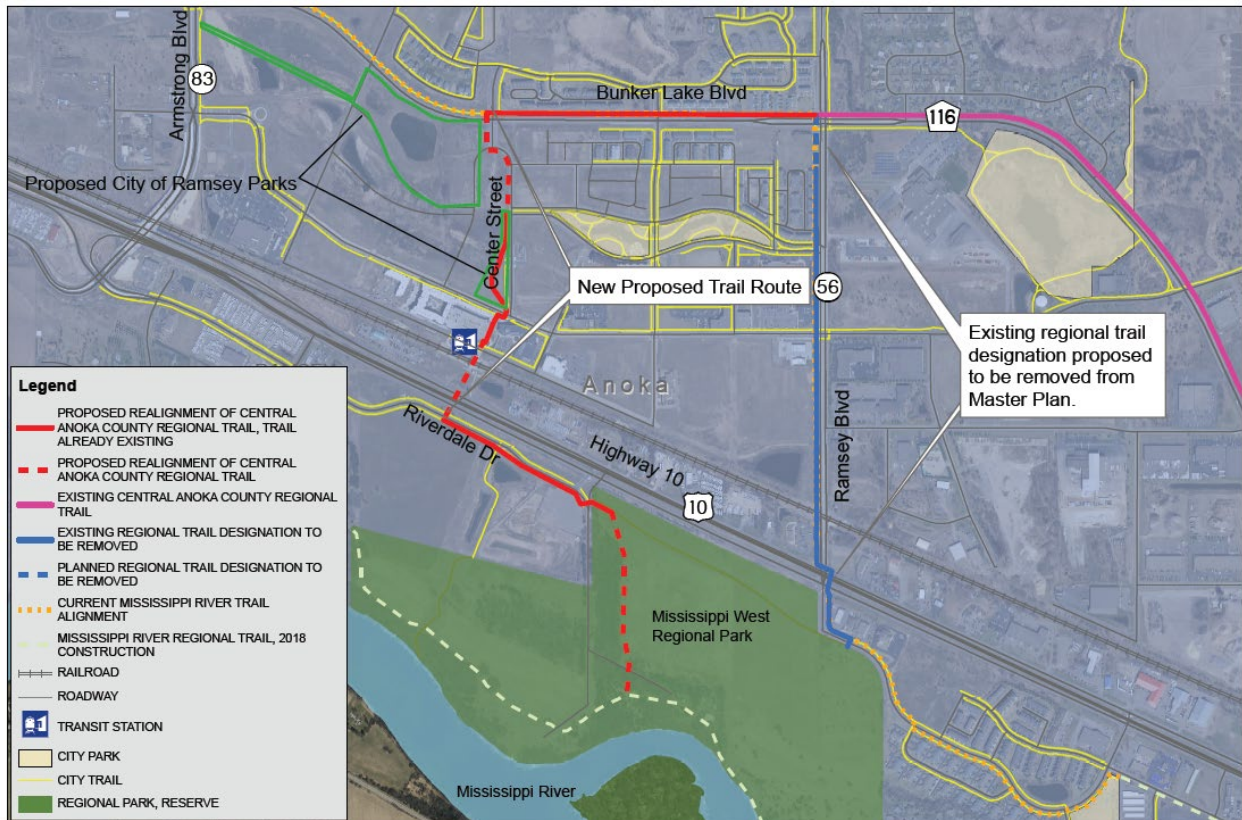 Armstrong Blvd
83
Bunker Lake Blvd
116
Proposed City of Ramsey Parks
Center Street
New Proposed Trail Route
56
Existing regional trail
designation proposed
to be removed from
Master Plan.
Anoka
Ramsey Blvd
Riverdale Dr
Highway 10
10
Mississippi West
Regional Park
Mississippi River
Legend
PROPOSED REALIGNMENT OF CENTRAL
ANOKA COUNTY REGIONAL TRAIL, TRAIL
ALREADY EXISTING
PROPOSED REALIGNMENT OF CENTRAL
ANOKA COUNTY REGIONAL TRAIL
EXISTING CENTRAL ANOKA COUNTY REGIONAL
TRAIL
EXISTING REGIONAL TRAIL DESIGNATION TO
BE REMOVED
PLANNED REGIONAL TRAIL DESIGNATION TO
BE REMOVED
CURRENT MISSISSIPPI RIVER TRAIL
ALIGNMENT
MISSISSIPPI RIVER REGIONAL TRAIL, 2018
CONSTRUCTION
RAILROAD
ROADWAY
TRANSIT STATION
CITY PARK
CITY TRAIL
REGIONAL PARK, RESERVE